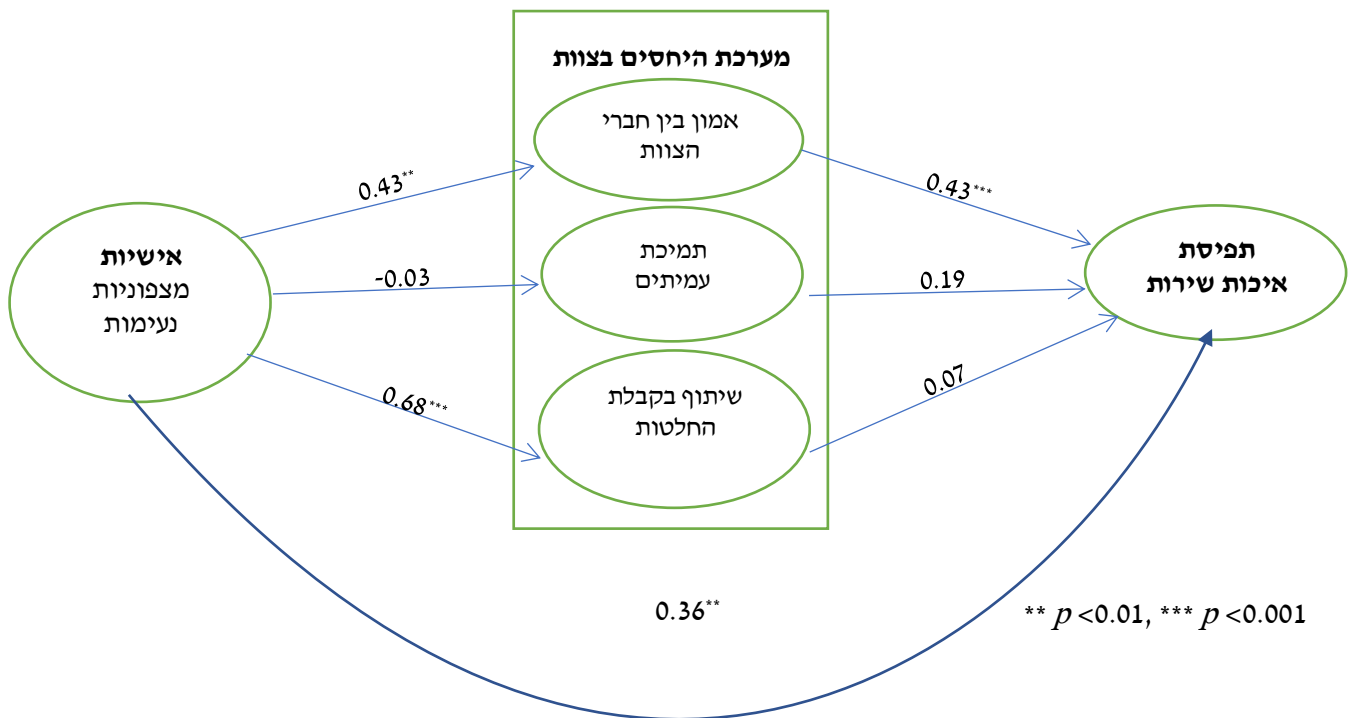 מערכת היחסים בצוות
אמון בין חברי
הצוות
0.43**
0.43***
אישיות
מצפוניות
נעימות
תמיכת
עמיתים
תפיסת
איכות שירות
-0.03
0.19
0.68***
שיתוף בקבלת
החלטות
0.07
0.36**
** p <0.01, *** p <0.001